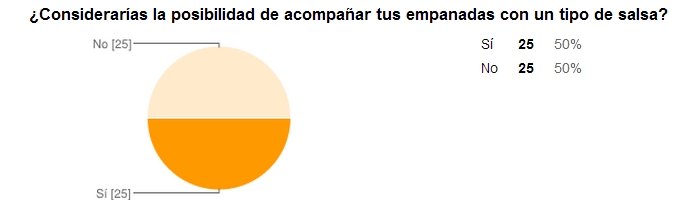 ¿Considerarías la posibilidad de acompañar tus empanadas con un tipo de salsa?
No [25]
Sí [25]
Sí 25 50%
No 25 50%